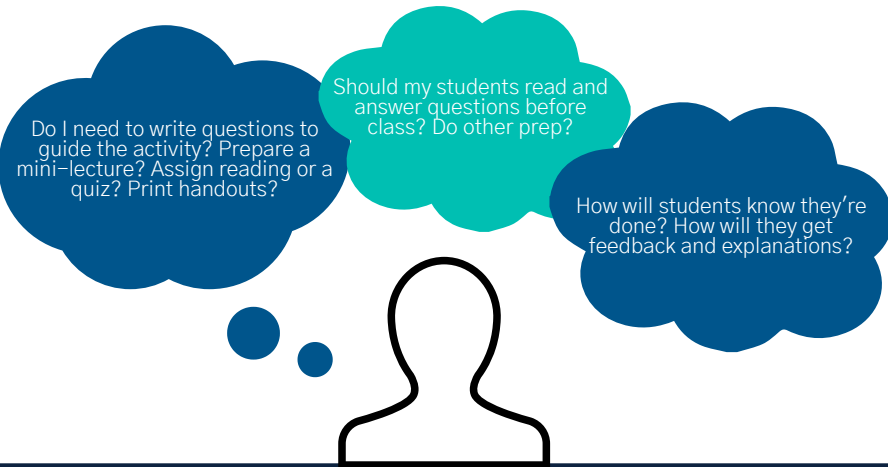 Do I need to write questions to
guide the activity? Prepare a
mini-lecture? Assign reading or a
quiz? Print handouts?
Should my students read and
answer questions before
class? Do other prep?
How will students know they're
done? How will they get
feedback and explanations?